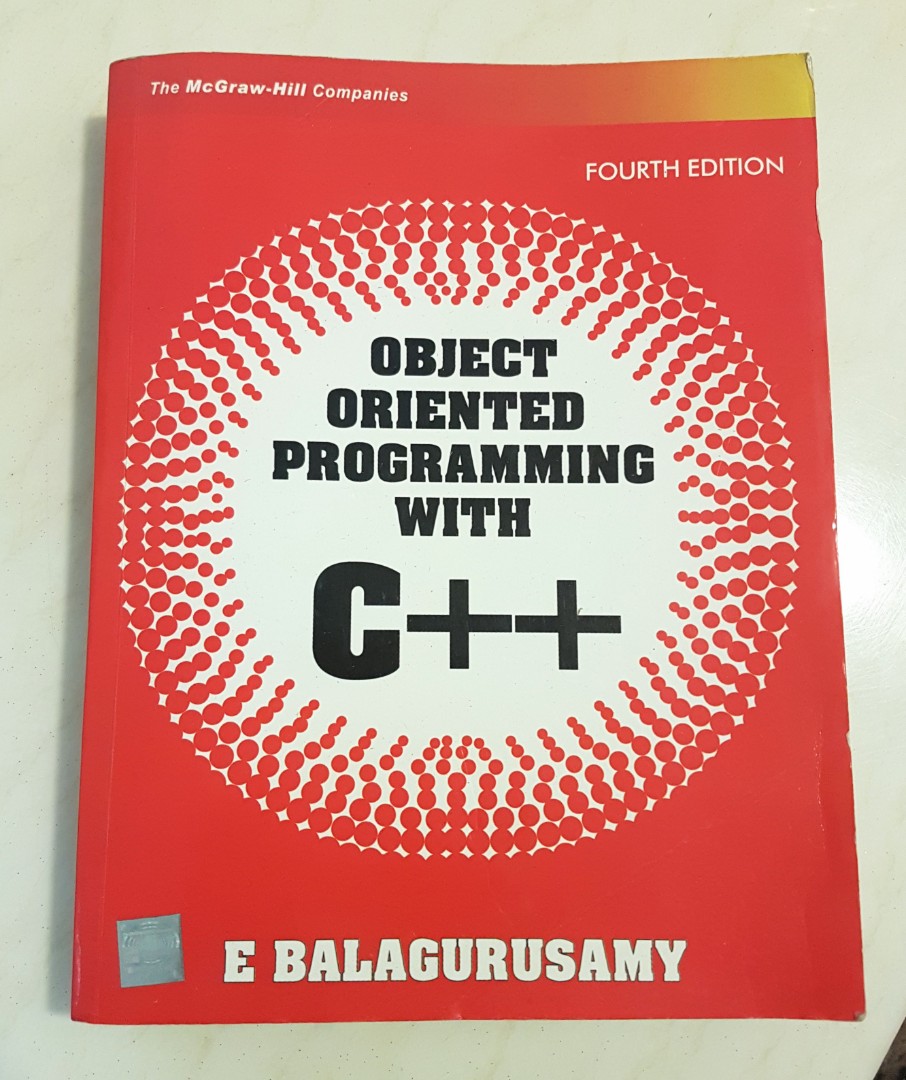 The McGraw-Hill Companies
FOURTH EDITION
OBJECT
ORIENTED
PROGRAMMING
WITH
C++
E BALAGURUSAMY